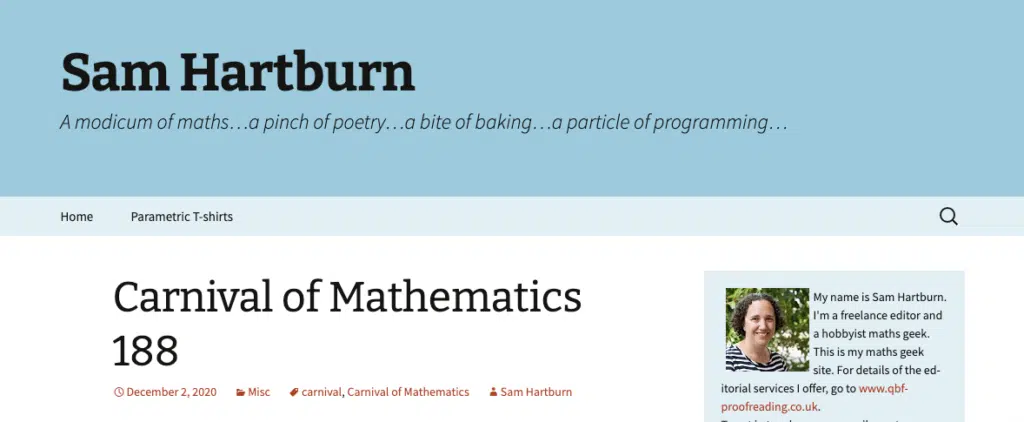 Sam Hartburn
A modicum of maths…a pinch of poetry…a bite of baking…a particle of programming…
Home
Parametric T-shirts
Carnival of Mathematics
188
December 2, 2020 Misc carnival, Carnival of Mathematics Sam Hartburn
My name is Sam Hartburn.
I'm a freelance editor and
a hobbyist maths geek.
This is my maths geek
site. For details of the ed-
itorial services I offer, go to www.qbf-
proofreading.co.uk.